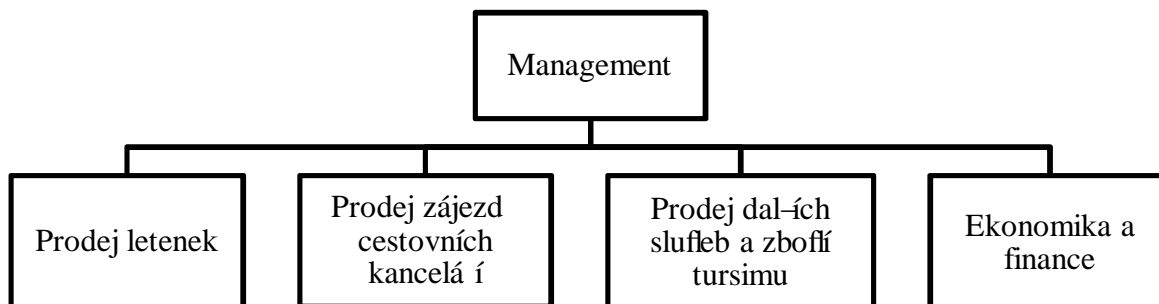 Management
Prodej letenek
Prodej zájezd
cestovních
kancelá í
Prodej dal–ích
slufleb a zboflí
tursimu
Ekonomika a
finance